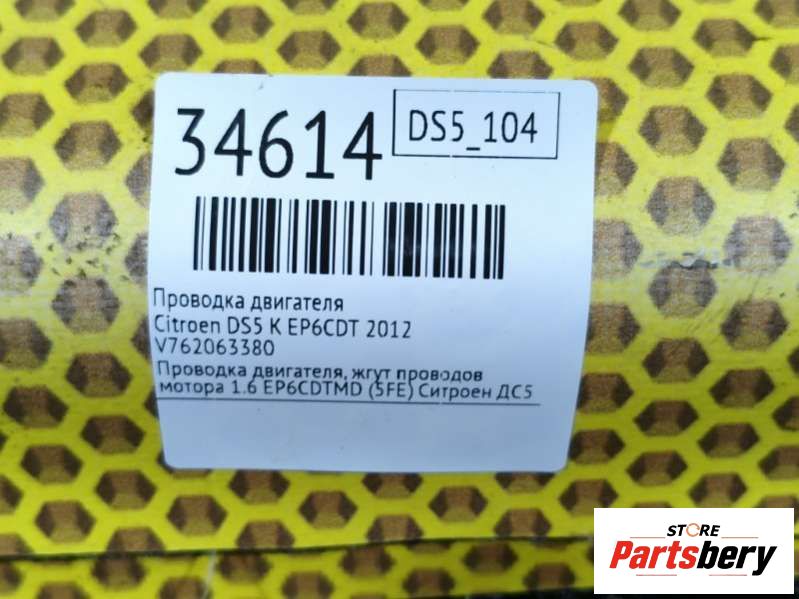 34614
DS5_104
Проводка двигателя
Citroen DS5 K EP6CDT 2012
V762063380
Проводка двигателя, жгут проводов
мотора 1.6 EP6CDTMD (5FE) Ситроен ДС5
STORE
Partsbery